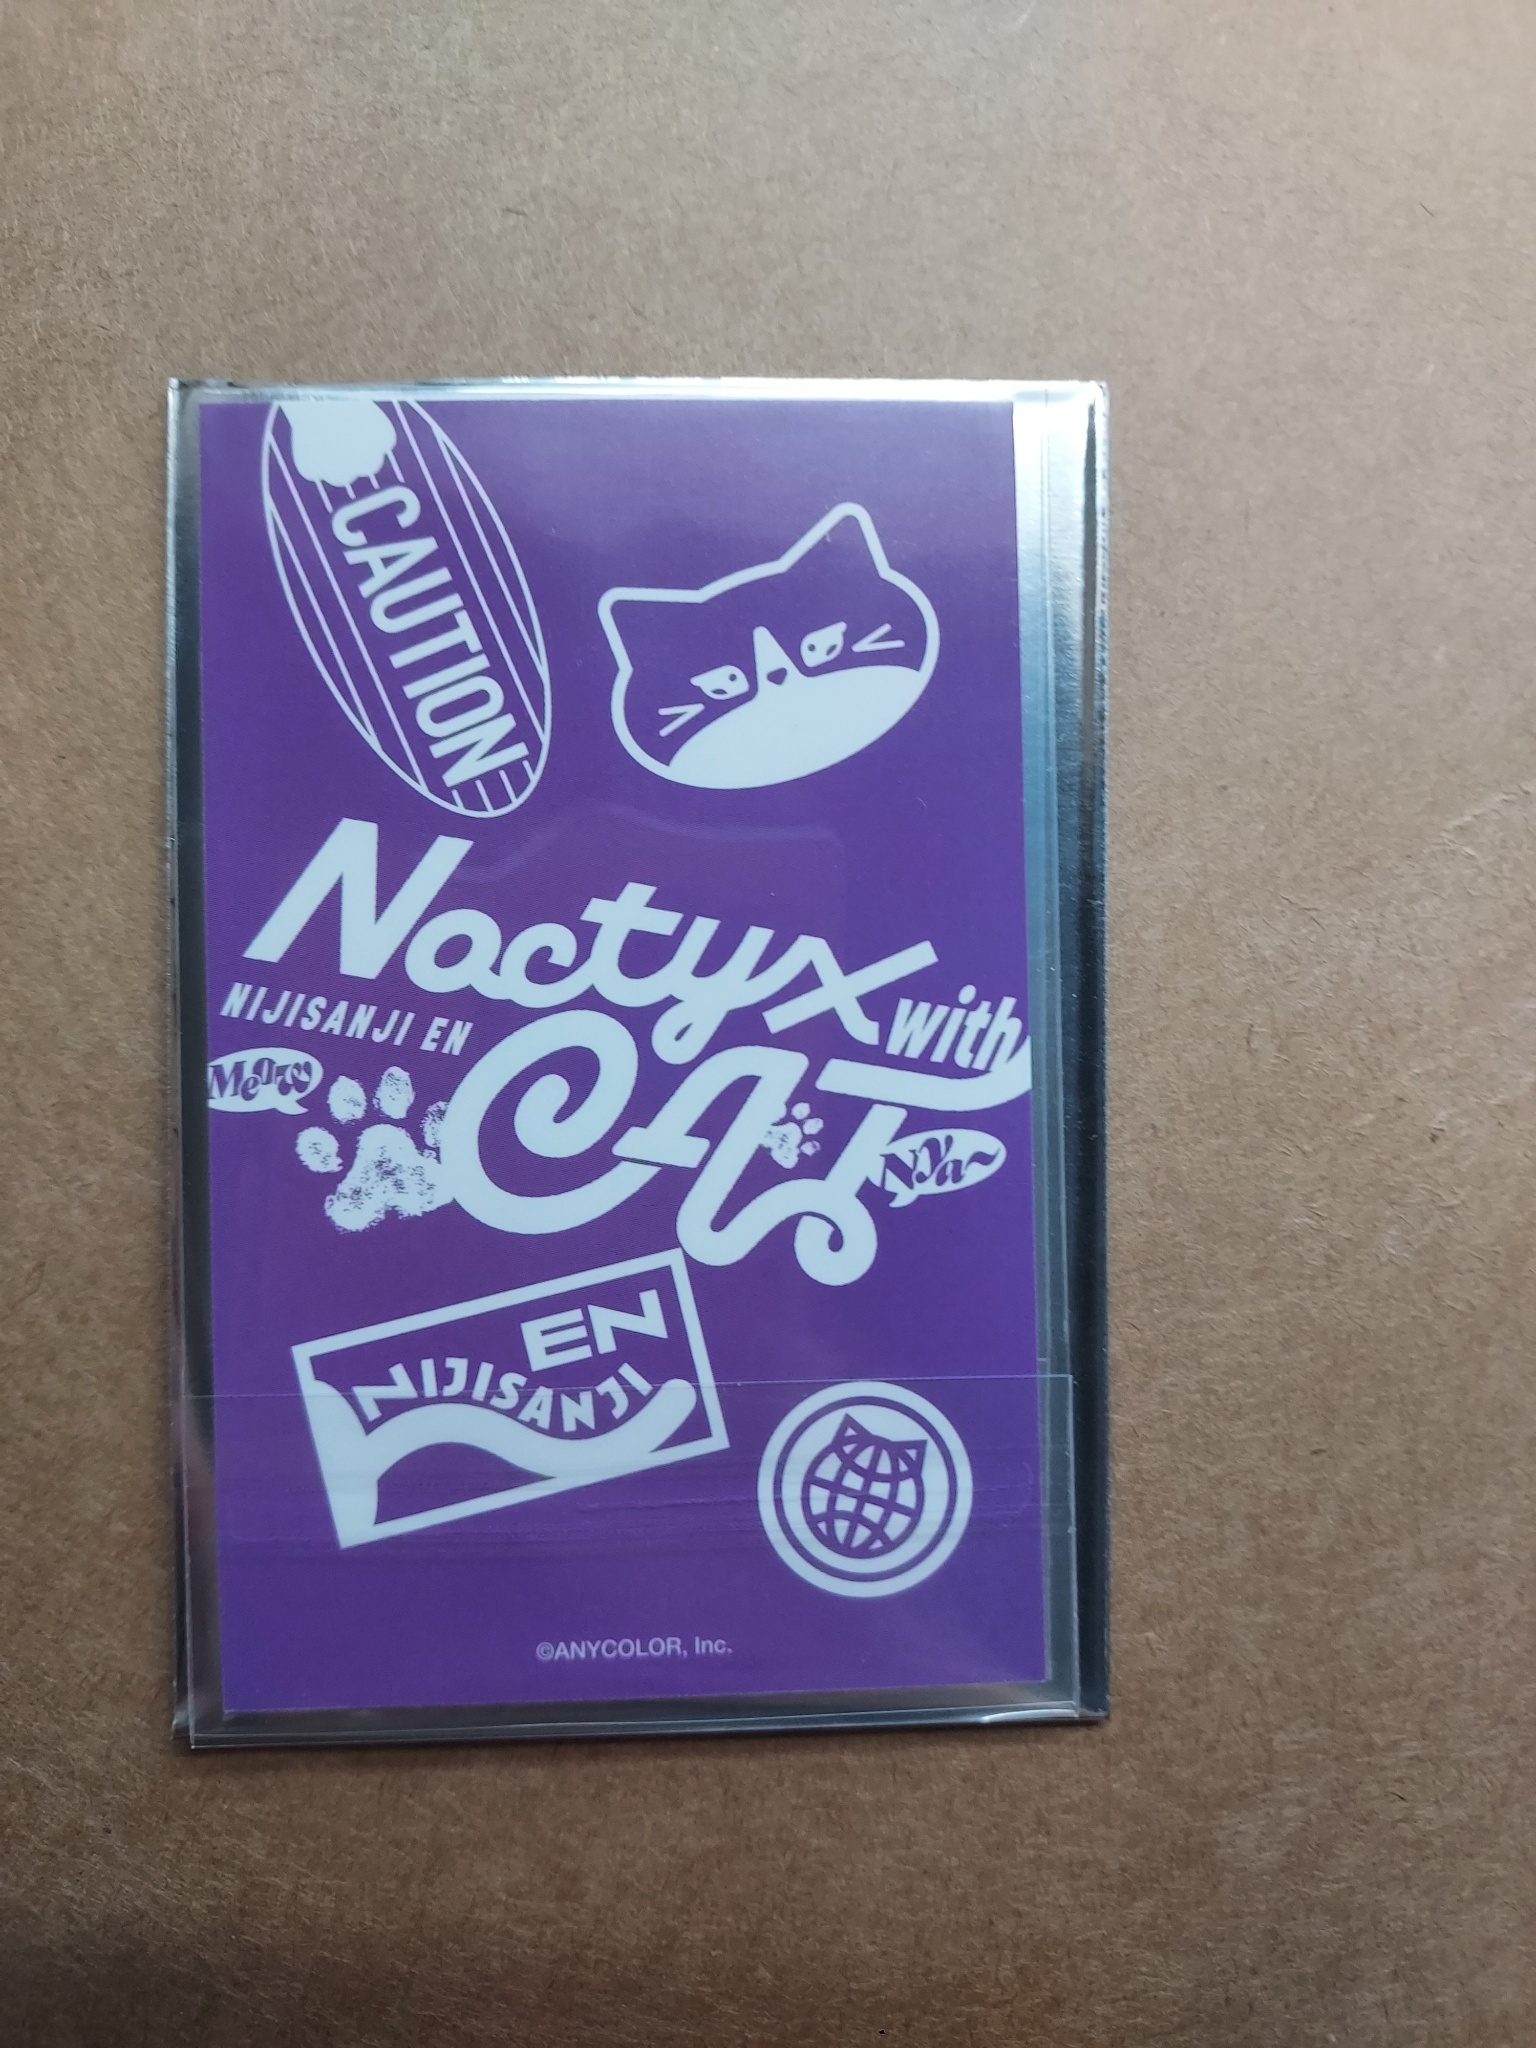 CAUTION
Noctyx with
NIJISANJI EN
CAT
Meow
Nya~
EN
NIJISANJI
©ANYCOLOR, Inc.